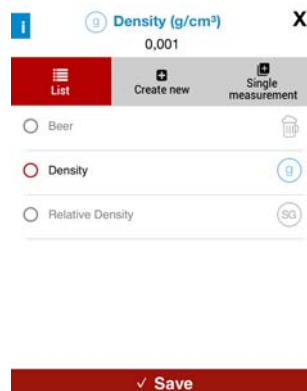 i
g Density (g/cm³) X
0,001
List
Create new
Single
measurement
Beer
Density g
Relative Density SG
✓ Save